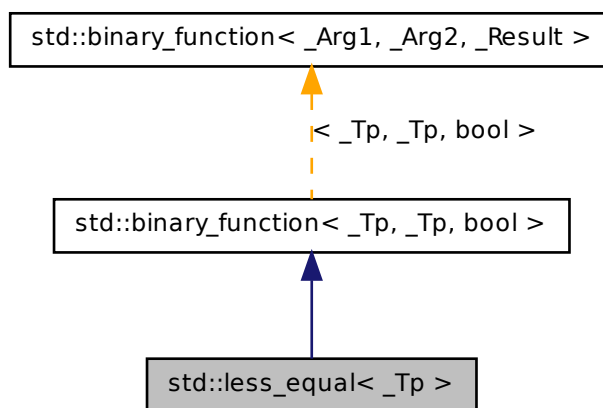 std::binary_function< _Arg1, _Arg2, _Result >
< _Tp, _Tp, bool >
std::binary_function< _Tp, _Tp, bool >
std::less_equal< _Tp >